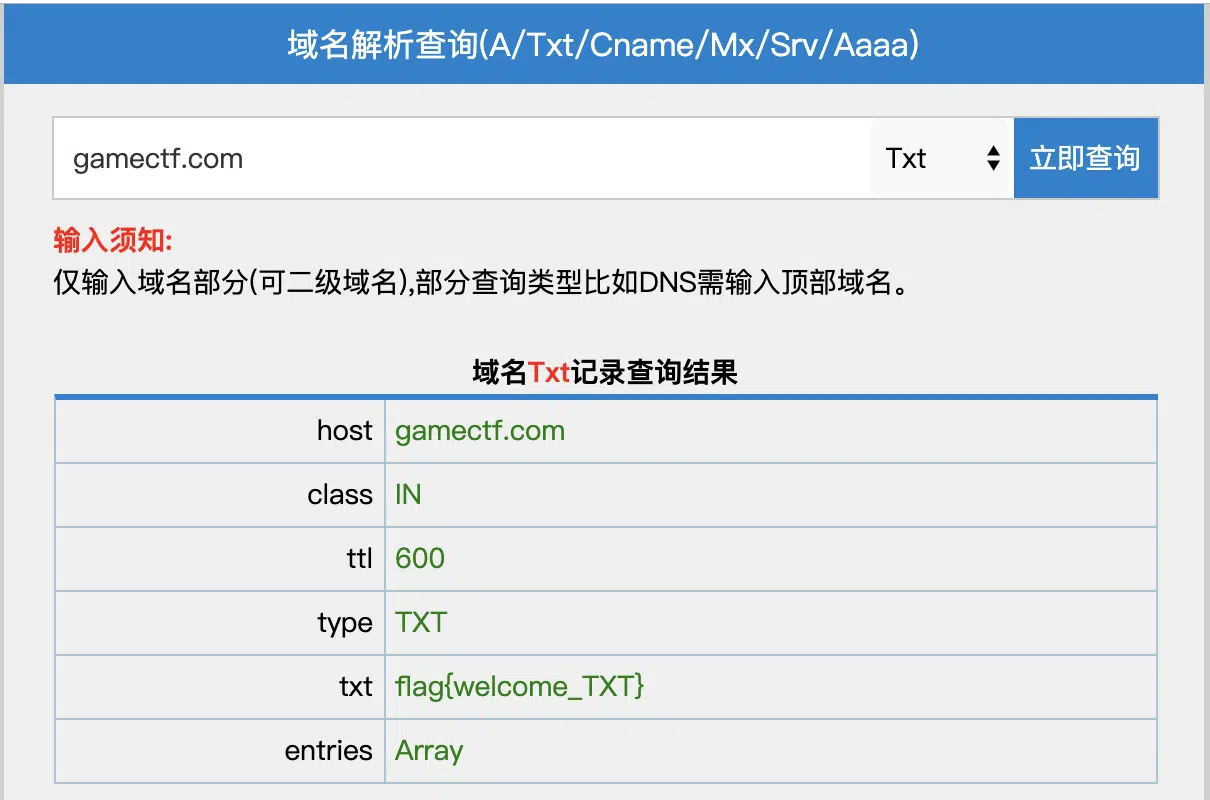 域名解析查询(A/Txt/Cname/Mx/Srv/Aaaa)
gamectf.com Txt 立即查询
输入须知:
仅输入域名部分(可二级域名),部分查询类型比如DNS需输入顶部域名。
域名Txt记录查询结果
host gamectf.com
class IN
ttl 600
type TXT
txt flag{welcome_TXT}
entries Array